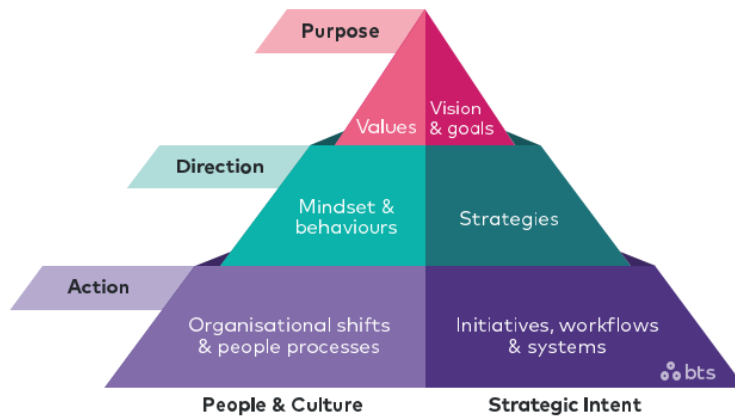 Purpose
Values
Vision
& goals
Direction
Mindset &
behaviours
Strategies
Action
Organisational shifts
& people processes
Initiatives, workflows
& systems
bts
People & Culture
Strategic Intent